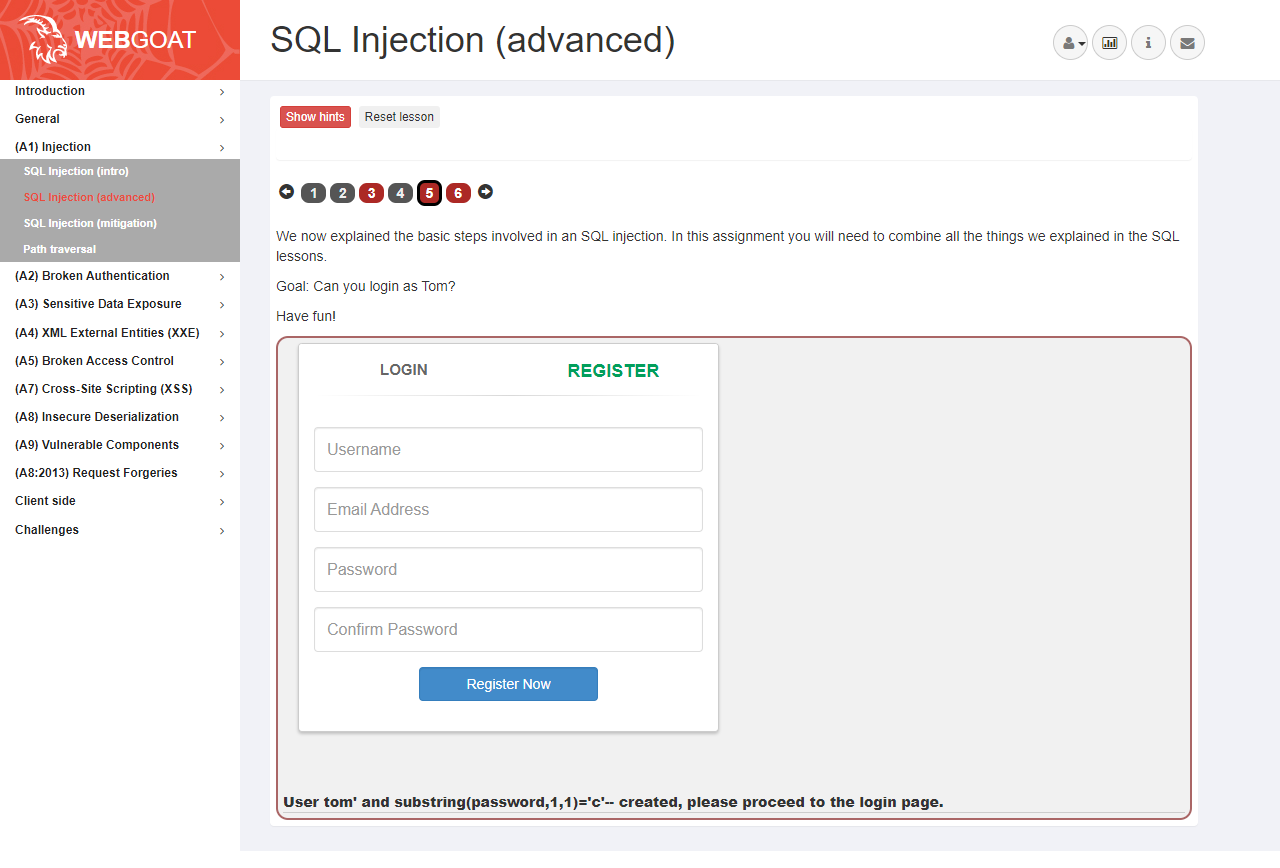 WEBGOAT
SQL Injection (advanced)
Introduction
General
(A1) Injection
SQL Injection (intro)
SQL Injection (advanced)
SQL Injection (mitigation)
Path traversal
(A2) Broken Authentication
(A3) Sensitive Data Exposure
(A4) XML External Entities (XXE)
(A5) Broken Access Control
(A7) Cross-Site Scripting (XSS)
(A8) Insecure Deserialization
(A9) Vulnerable Components
(A8:2013) Request Forgeries
Client side
Challenges
Show hints Reset lesson
1 2 3 4 5 6
We now explained the basic steps involved in an SQL injection. In this assignment you will need to combine all the things we explained in the SQL
lessons.
Goal: Can you login as Tom?
Have fun!
LOGIN REGISTER
Username
Email Address
Password
Confirm Password
Register Now
User tom' and substring(password,1,1)='c'-- created, please proceed to the login page.